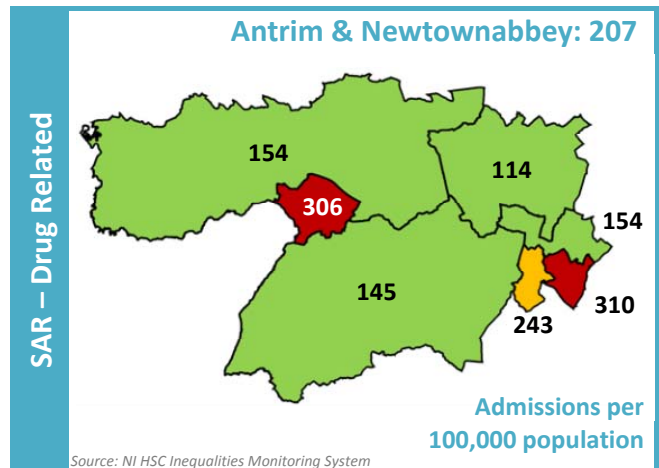 SAR – Drug Related
Antrim & Newtownabbey: 207
154
114
306
154
145
310
243
Admissions per
100,000 population
Source: NI HSC Inequalities Monitoring System